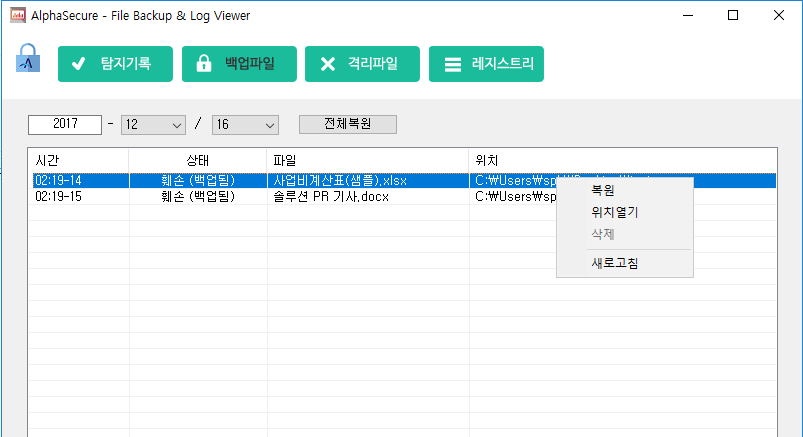 AlphaSecure - File Backup & Log Viewer
탐지기록 백업파일 격리파일 레지스트리
2017 - 12 / 16 전체복원
시간 상태 파일 위치
02:19-14 훼손 (백업됨) 사업비계산표(샘플).xlsx C:₩Users₩sp
02:19-15 훼손 (백업됨) 솔루션 PR 기사.docx C:₩Users₩sp
복원
위치열기
삭제
새로고침